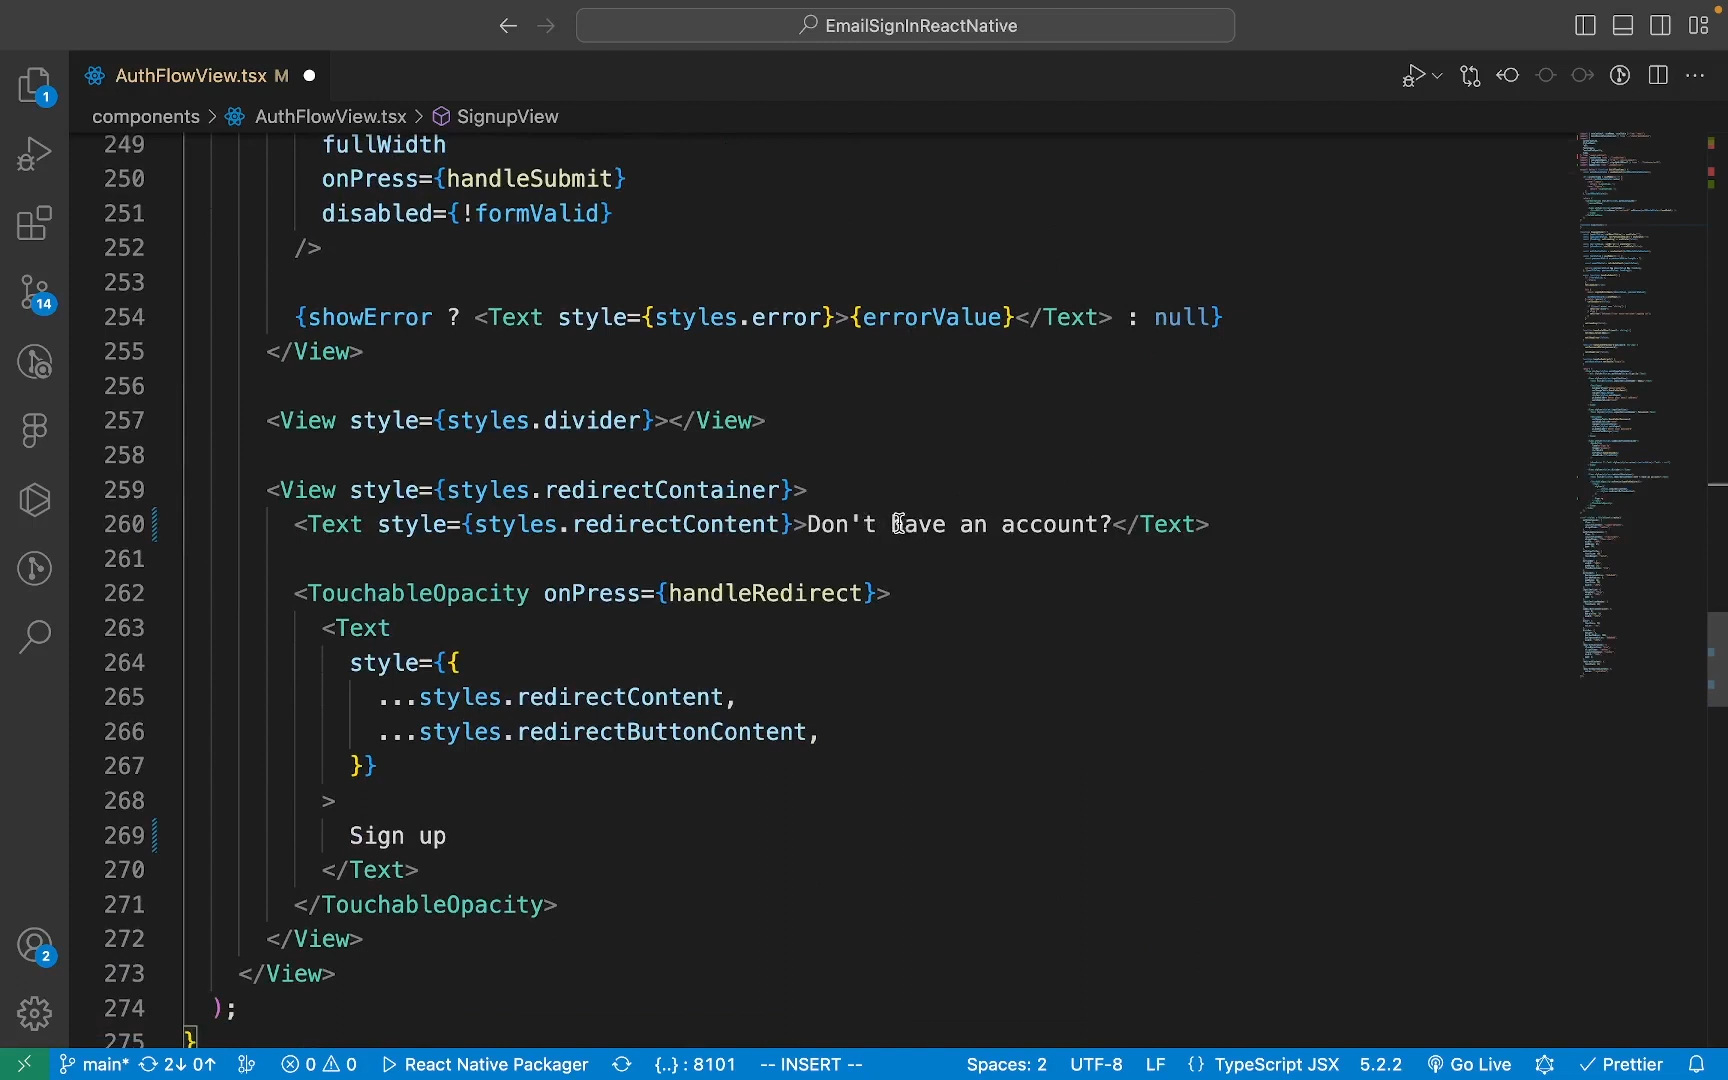 EmailSignInReactNative
AuthFlowView.tsx M
components > AuthFlowView.tsx > SignupView
1
14
2
249 fullWidth
250 onPress={handleSubmit}
251 disabled={!formValid}
252 />
253
254 {showError ? <Text style={styles.error}>{errorValue}</Text> : null}
255 </View>
256
257 <View style={styles.divider}></View>
258
259 <View style={styles.redirectContainer}>
260 <Text style={styles.redirectContent}>Don't have an account?</Text>
261
262 <TouchableOpacity onPress={handleRedirect}>
263 <Text
264 style={{
265 ...styles.redirectContent,
266 ...styles.redirectButtonContent,
267 }}
268 >
269 Sign up
270 </Text>
271 </TouchableOpacity>
272 </View>
273 </View>
274 );
275 }
main* 2↓ 0↑ 0 0 React Native Packager {..} : 8101 -- INSERT -- Spaces: 2 UTF-8 LF {} TypeScript JSX 5.2.2 Go Live Prettier